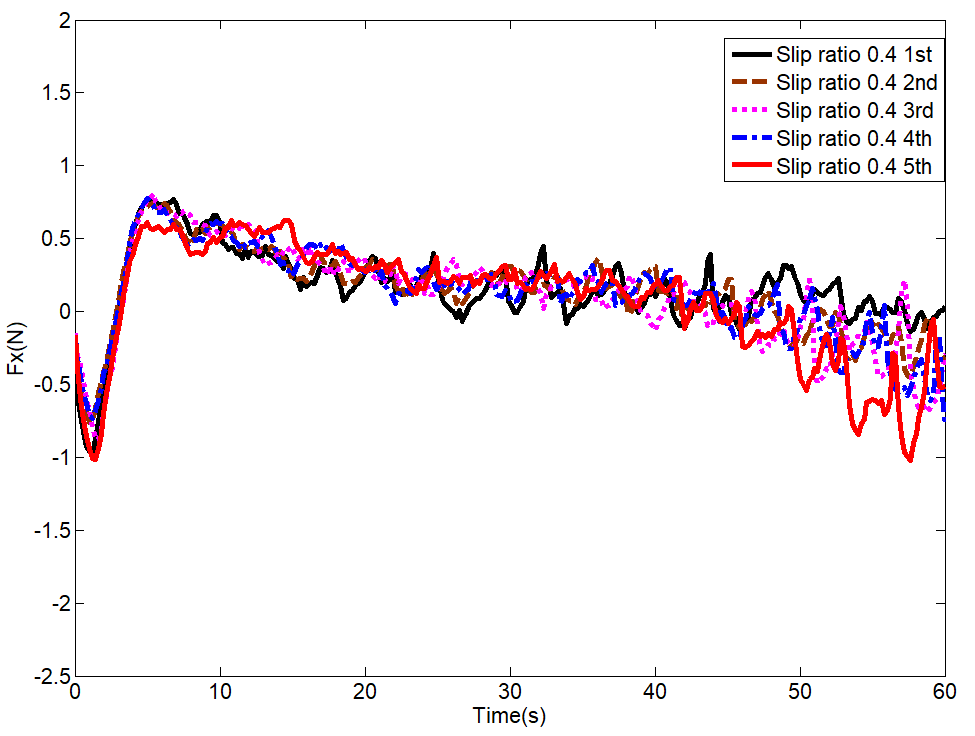 2
1.5
1
0.5
0
-0.5
-1
-1.5
-2
-2.5
Fx(N)
Slip ratio 0.4 1st
Slip ratio 0.4 2nd
Slip ratio 0.4 3rd
Slip ratio 0.4 4th
Slip ratio 0.4 5th
0 10 20 30 40 50 60
Time(s)